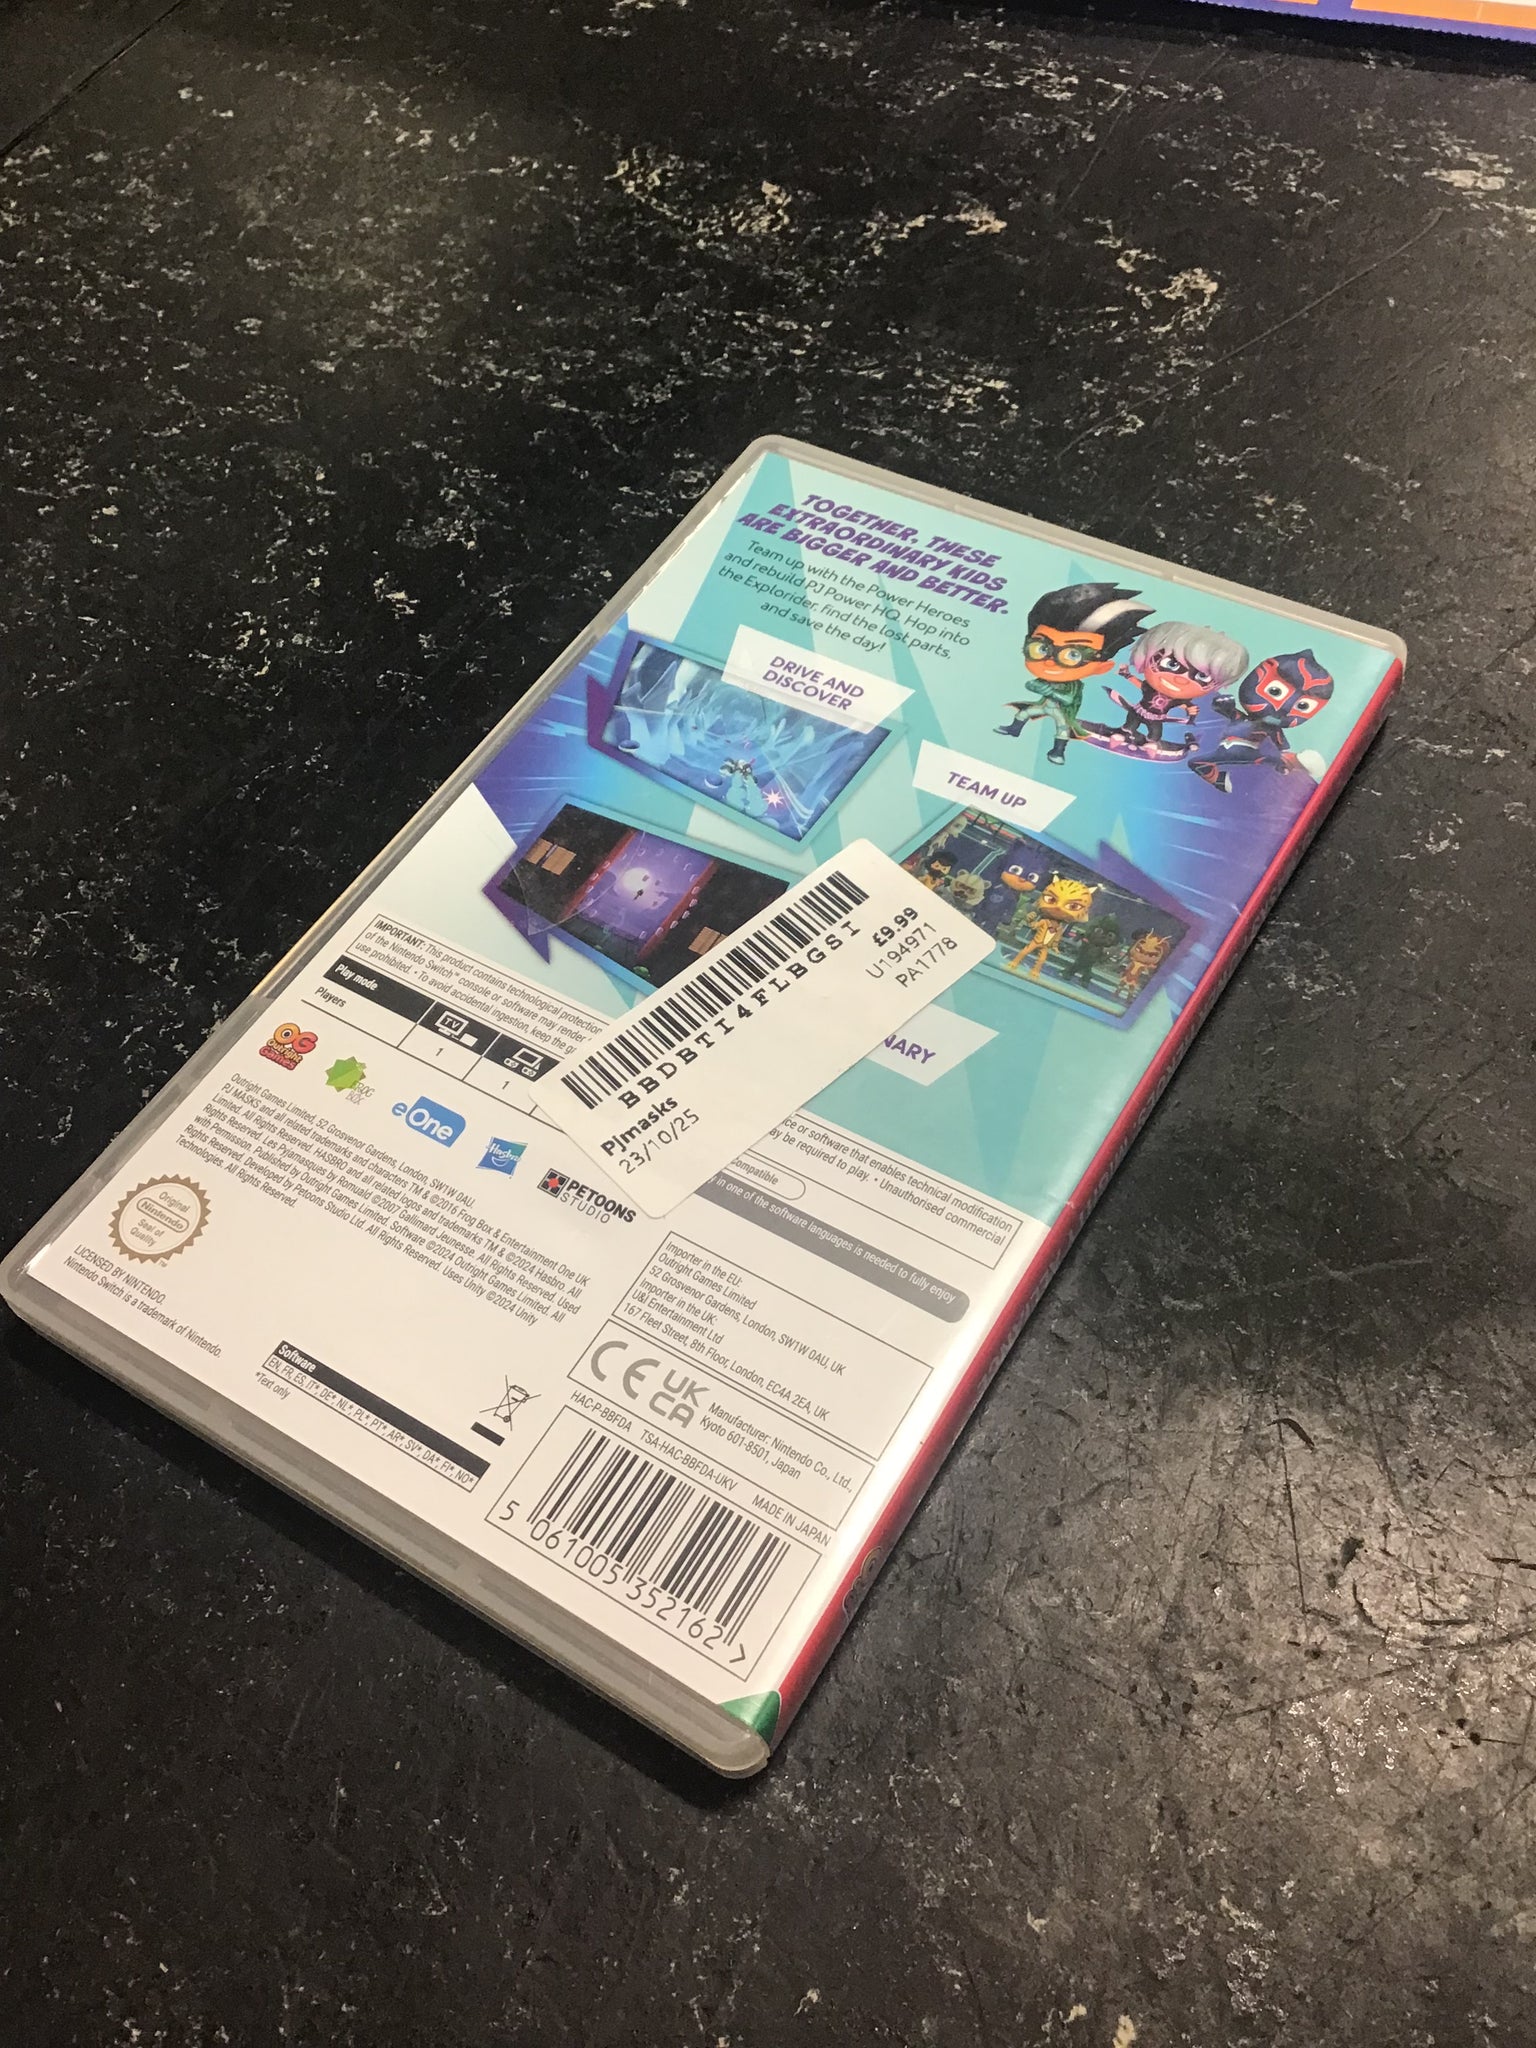 TOGETHER, THESE
EXTRAORDINARY KIDS
ARE BIGGER AND BETTER.
Team up with the Power Heroes
and rebuild PJ Power HQ. Hop into
the Explorider, find the lost parts,
and save the day!
DRIVE AND
DISCOVER
TEAM UP
NARY
£9.99
U194971
PA1778
BBDBTI4FLBGSI
Pjmasks
23/10/25
IMPORTANT: This product contains technological protection
of the Nintendo Switch™ console or software may render
use prohibited. • To avoid accidental ingestion, keep the
ce or software that enables technical modification
ay be required to play. • Unauthorised commercial
Play mode
TV
Players
1
1
Compatible
y in one of the software languages is needed to fully enjoy
OG
Outright
Games
FROG
BOX
eOne
Hasbro
PETOONS
STUDIO
Outright Games Limited, 52 Grosvenor Gardens, London, SW1W 0AU.
PJ MASKS and all related trademarks and characters TM & ©2016 Frog Box & Entertainment One UK
Limited. All Rights Reserved. HASBRO and all related logos and trademarks TM & ©2024 Hasbro. All
Rights Reserved. Les Pyjamasques by Romuald ©2007 Gallimard Jeunesse. All Rights Reserved. Used
with Permission. Published by Outright Games Limited. Software ©2024 Outright Games Limited. All
Rights Reserved. Developed by Petoons Studio Ltd. All Rights Reserved. Uses Unity ©2024 Unity
Technologies. All Rights Reserved.
Original
Nintendo
Seal of
Quality
TM
LICENSED BY NINTENDO.
Nintendo Switch is a trademark of Nintendo.
Importer in the EU:
Outright Games Limited
52 Grosvenor Gardens, London, SW1W 0AU, UK
Importer in the UK:
U&I Entertainment Ltd
167 Fleet Street, 8th Floor, London, EC4A 2EA, UK
CE
UK
CA
Manufacturer: Nintendo Co., Ltd.,
Kyoto 601-8501, Japan
Software
EN, FR, ES, IT*, DE*, NL*, PL*, PT*, AR*, SV*, DA*, FI*, NO*
*Text only
HAC-P-BBFDA TSA-HAC-BBFDA-UKV MADE IN JAPAN
5 061005 352162 >